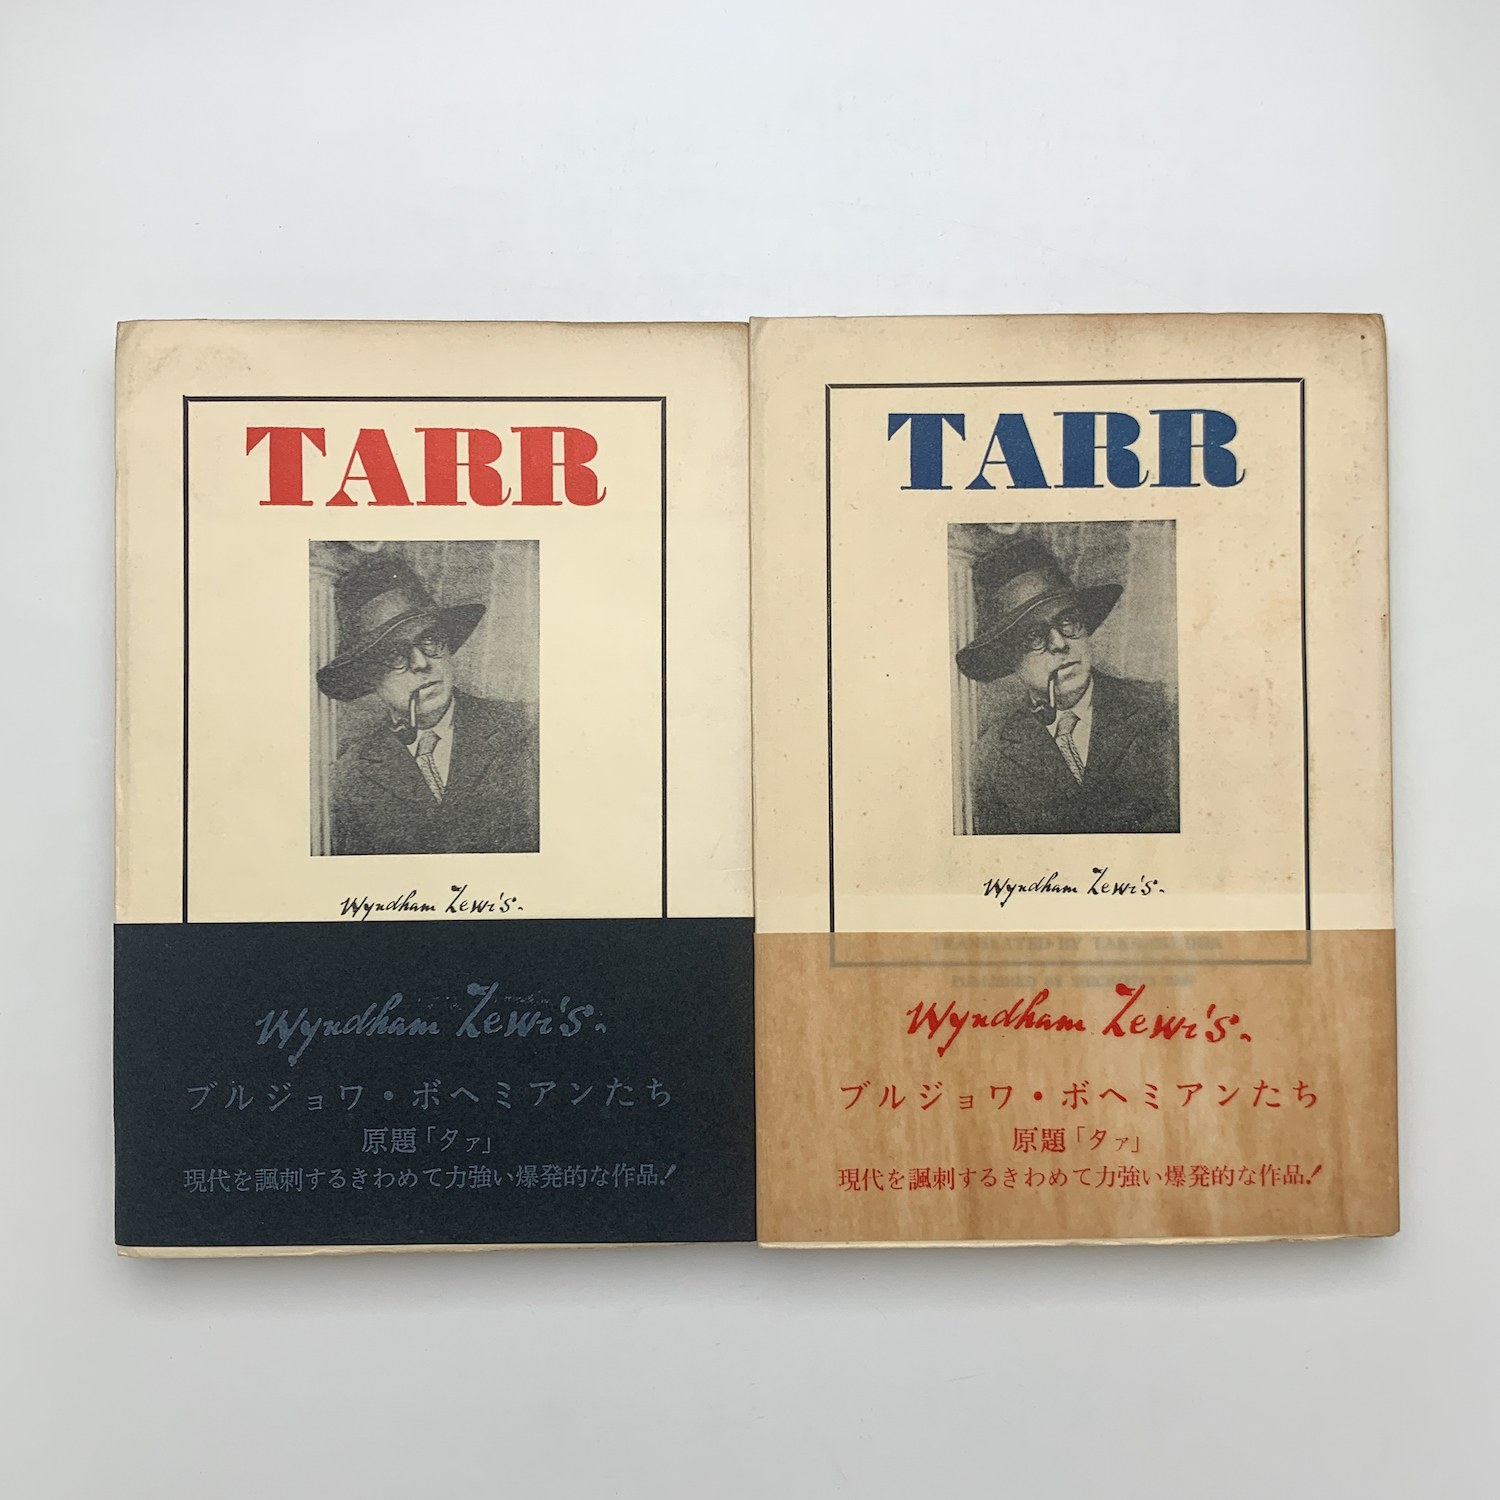 TARR
Wyndham Lewis.
Wyndham Lewis.
ブルジョワ・ボヘミアンたち
原題「タァ」
現代を諷刺するきわめて力強い爆発的な作品!
TARR
Wyndham Lewis.
TRANSLATED BY
Wyndham Lewis.
ブルジョワ・ボヘミアンたち
原題「タァ」
現代を諷刺するきわめて力強い爆発的な作品!